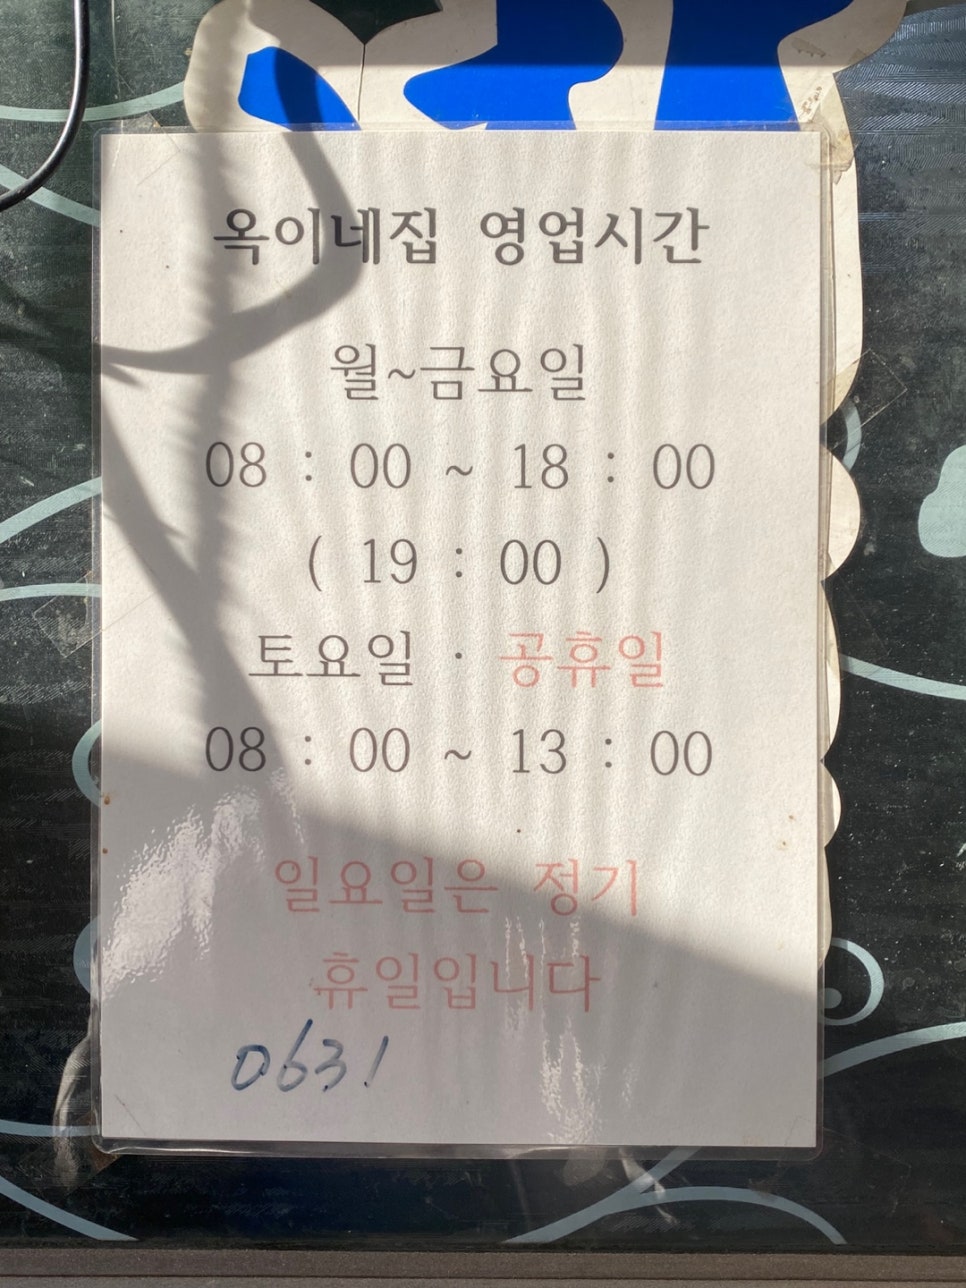 옥이네집 영업시간
월~금요일
08 : 00 ~ 18 : 00
( 19 : 00 )
토요일 · 공휴일
08 : 00 ~ 13 : 00
일요일은 정기
휴일입니다
0631